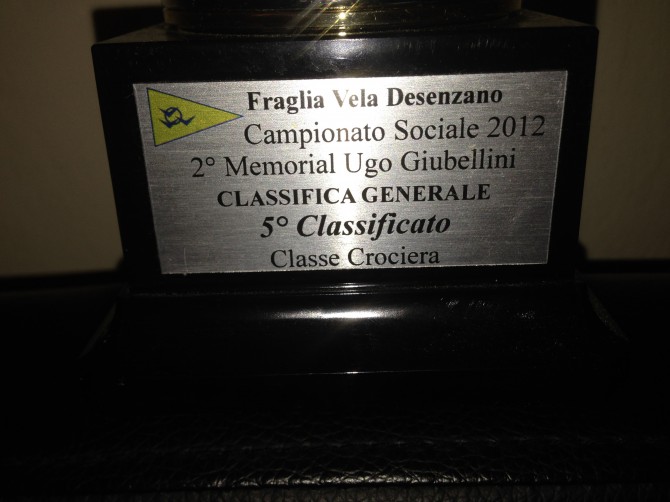 Fraglia Vela Desenzano
Campionato Sociale 2012
2° Memorial Ugo Giubellini
CLASSIFICA GENERALE
5° Classificato
Classe Crociera